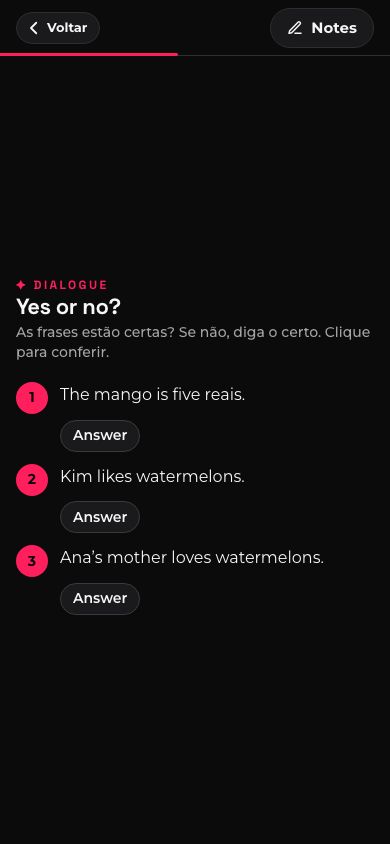 Voltar
Notes
DIALOGUE
Yes or no?
As frases estão certas? Se não, diga o certo. Clique
para conferir.
1 The mango is five reais.
Answer
2 Kim likes watermelons.
Answer
3 Ana's mother loves watermelons.
Answer